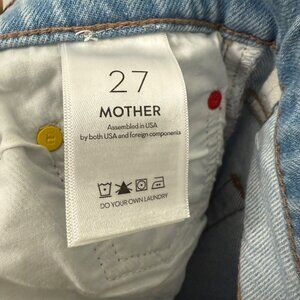 27
MOTHER
Assembled in USA
by both USA and foreign components
DO YOUR OWN LAUNDRY